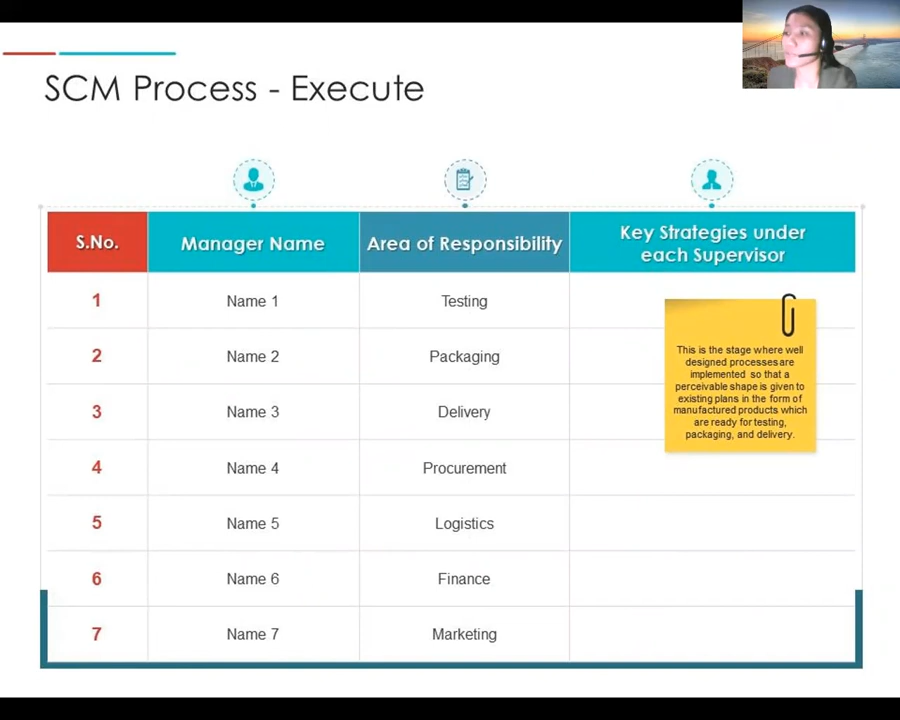 SCM Process - Execute
S.No. Manager Name Area of Responsibility Key Strategies under
each Supervisor
1 Name 1 Testing
2 Name 2 Packaging
3 Name 3 Delivery
4 Name 4 Procurement
5 Name 5 Logistics
6 Name 6 Finance
7 Name 7 Marketing
This is the stage where well
designed processes are
implemented so that a
perceivable shape is given to
existing plans in the form of
manufactured products which
are ready for testing,
packaging, and delivery.